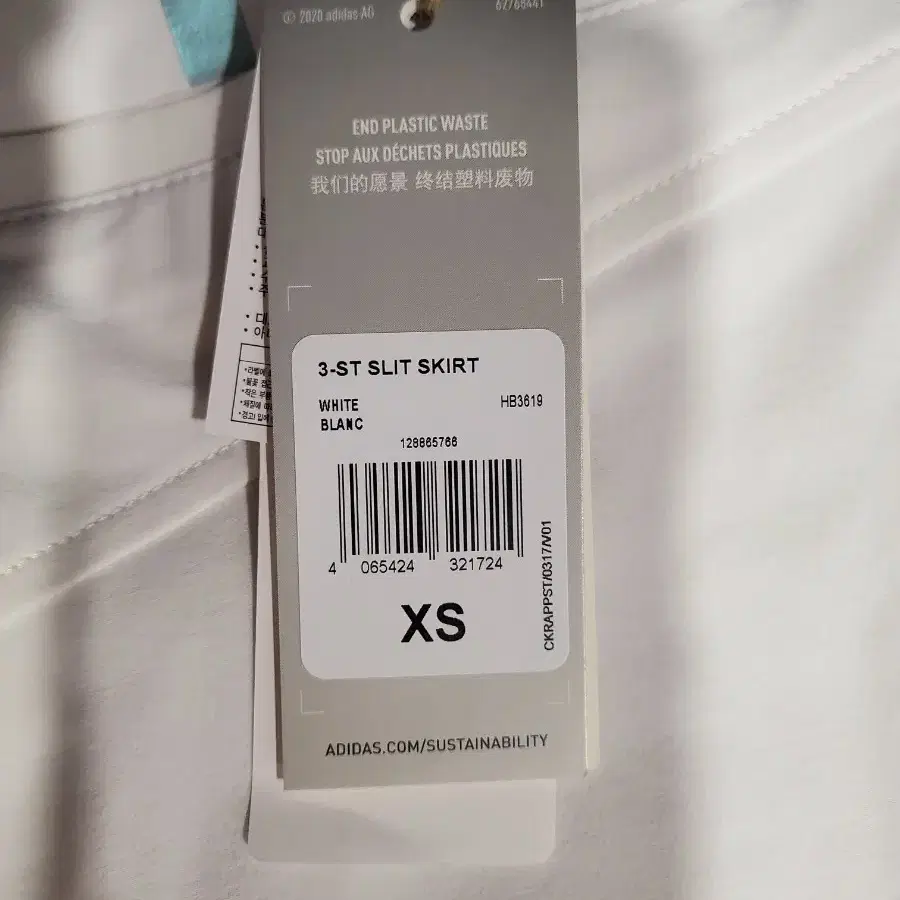 © 2020 adidas AG
62768441
END PLASTIC WASTE
STOP AUX DÉCHETS PLASTIQUES
我们的愿景 终结塑料废物
3-ST SLIT SKIRT
WHITE
HB3619
BLANC
128865766
4 065424 321724
XS
CKRAPPST/0317/V01
ADIDAS.COM/SUSTAINABILITY